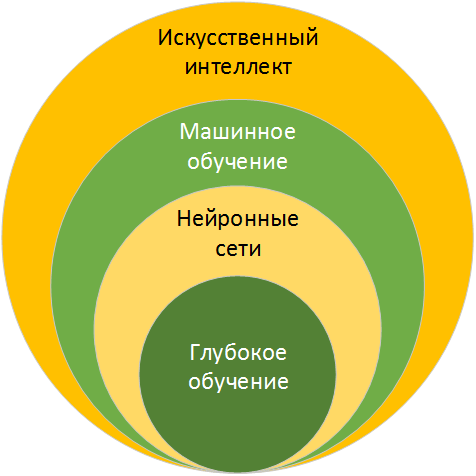 Искусственный
интеллект
Машинное
обучение
Нейронные
сети
Глубокое
обучение